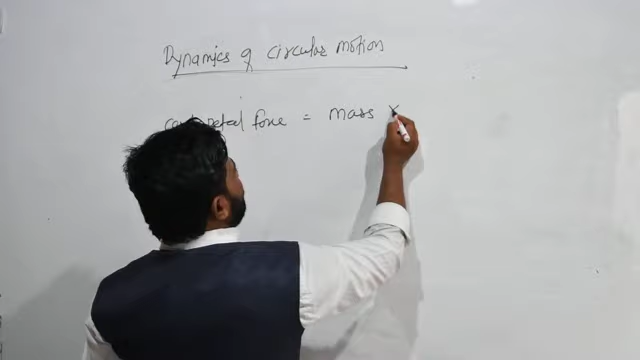 Dynamics of circular motion
force = mass x